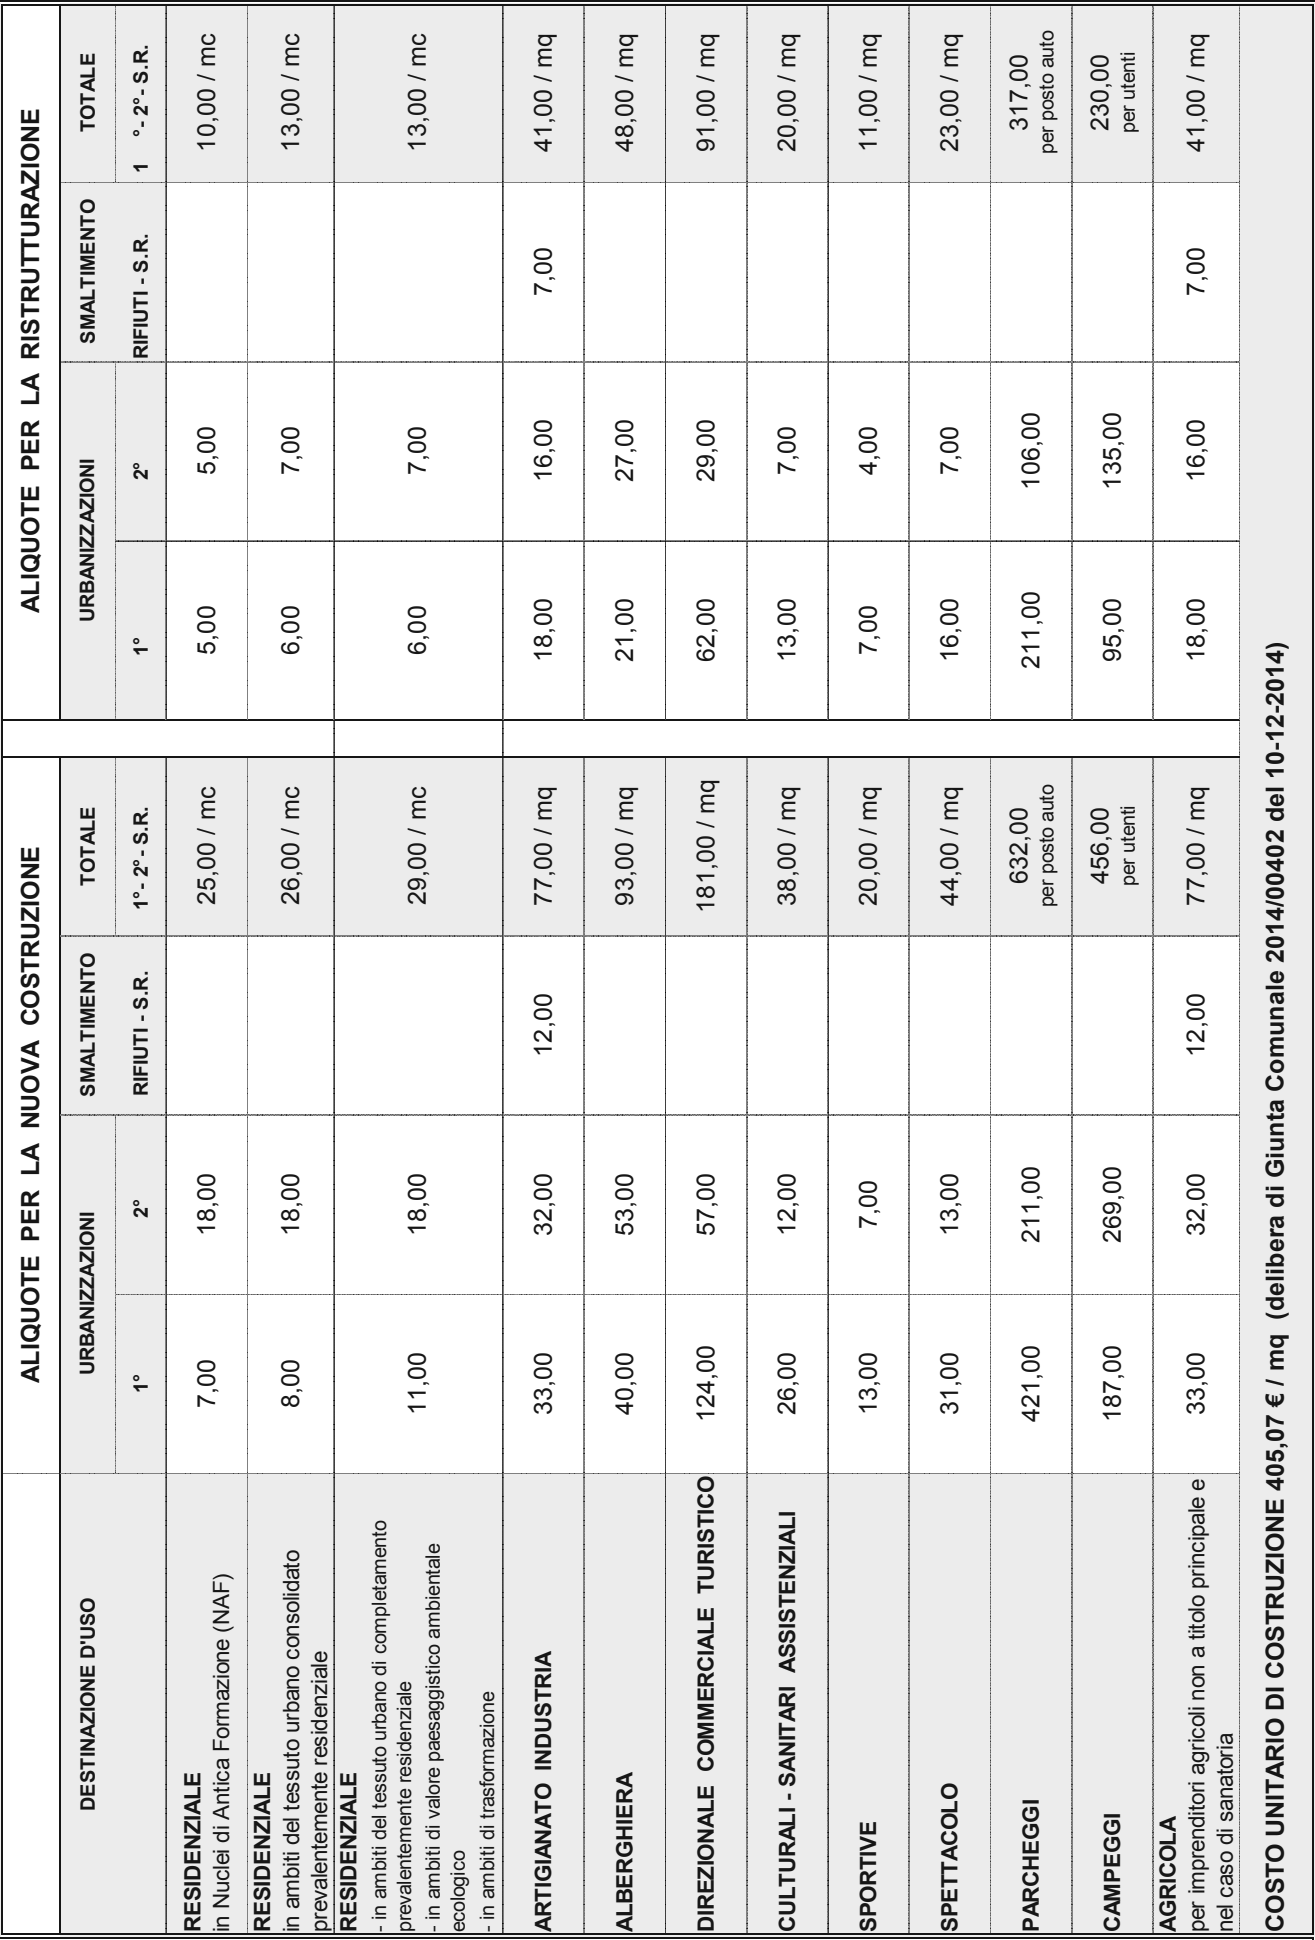 ALIQUOTE PER LA NUOVA COSTRUZIONE ALIQUOTE PER LA RISTRUTTURAZIONE
DESTINAZIONE D'USO URBANIZZAZIONI SMALTIMENTO TOTALE URBANIZZAZIONI SMALTIMENTO TOTALE
1° 2° RIFIUTI - S.R. 1°- 2° - S.R. 1° 2° RIFIUTI - S.R. 1 °- 2° - S.R.
RESIDENZIALE
in Nuclei di Antica Formazione (NAF) 7,00 18,00 25,00 / mc 5,00 5,00 10,00 / mc
RESIDENZIALE
in ambiti del tessuto urbano consolidato 8,00 18,00 26,00 / mc 6,00 7,00 13,00 / mc
prevalentemente residenziale
RESIDENZIALE
- in ambiti del tessuto urbano di completamento -
prevalentemente residenziale 11,00 18,00 29,00 / mc 6,00 7,00 13,00 / mc
- in ambiti di valore paesaggistico ambientale
ecologico
- in ambiti di trasformazione
ARTIGIANATO INDUSTRIA 33,00 32,00 12,00 77,00 / mq 18,00 16,00 7,00 41,00 / mq
ALBERGHIERA 40,00 53,00 93,00 / mq 21,00 27,00 48,00 / mq
DIREZIONALE COMMERCIALE TURISTICO 124,00 57,00 181,00 / mq 62,00 29,00 91,00 / mq
CULTURALI - SANITARI ASSISTENZIALI 26,00 12,00 38,00 / mq 13,00 7,00 20,00 / mq
SPORTIVE 13,00 7,00 20,00 / mq 7,00 4,00 11,00 / mq
SPETTACOLO 31,00 13,00 44,00 / mq 16,00 7,00 23,00 / mq
PARCHEGGI 421,00 211,00 632,00 211,00 106,00 317,00
per posto auto per posto auto
CAMPEGGI 187,00 269,00 456,00 95,00 135,00 230,00
per utenti per utenti
AGRICOLA
per imprenditori agricoli non a titolo principale e 33,00 32,00 12,00 77,00 / mq 18,00 16,00 7,00 41,00 / mq
nel caso di sanatoria
COSTO UNITARIO DI COSTRUZIONE 405,07 € / mq (delibera di Giunta Comunale 2014/00402 del 10-12-2014)